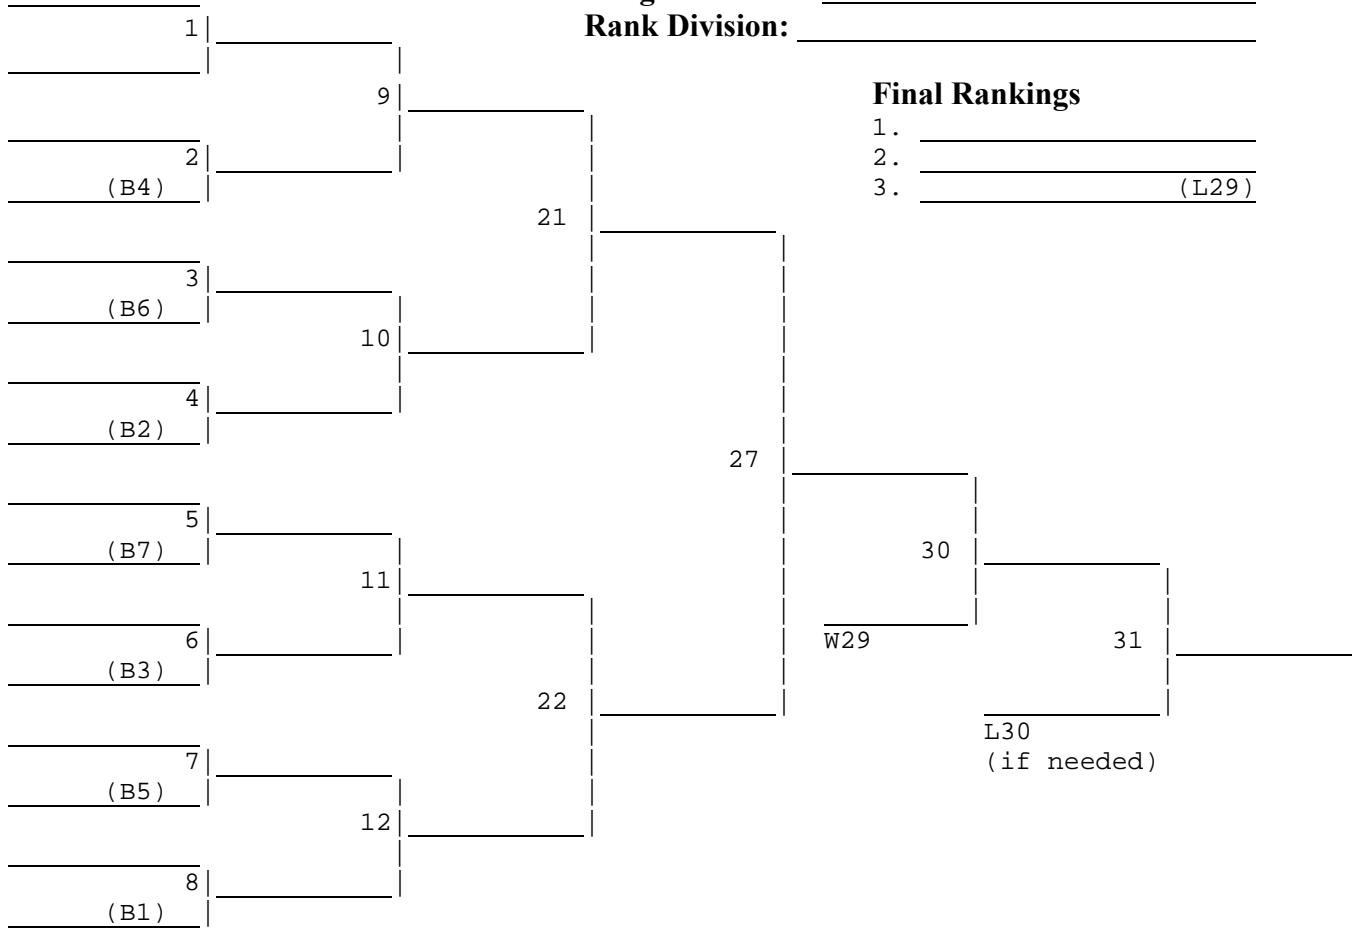 Rank Division:
1
9
Final Rankings
1.
2
2.
(B4)
3. (L29)
21
3
(B6)
10
4
(B2)
27
5
(B7)
30
11
6
W29
31
(B3)
22
L30
7
(if needed)
(B5)
12
8
(B1)